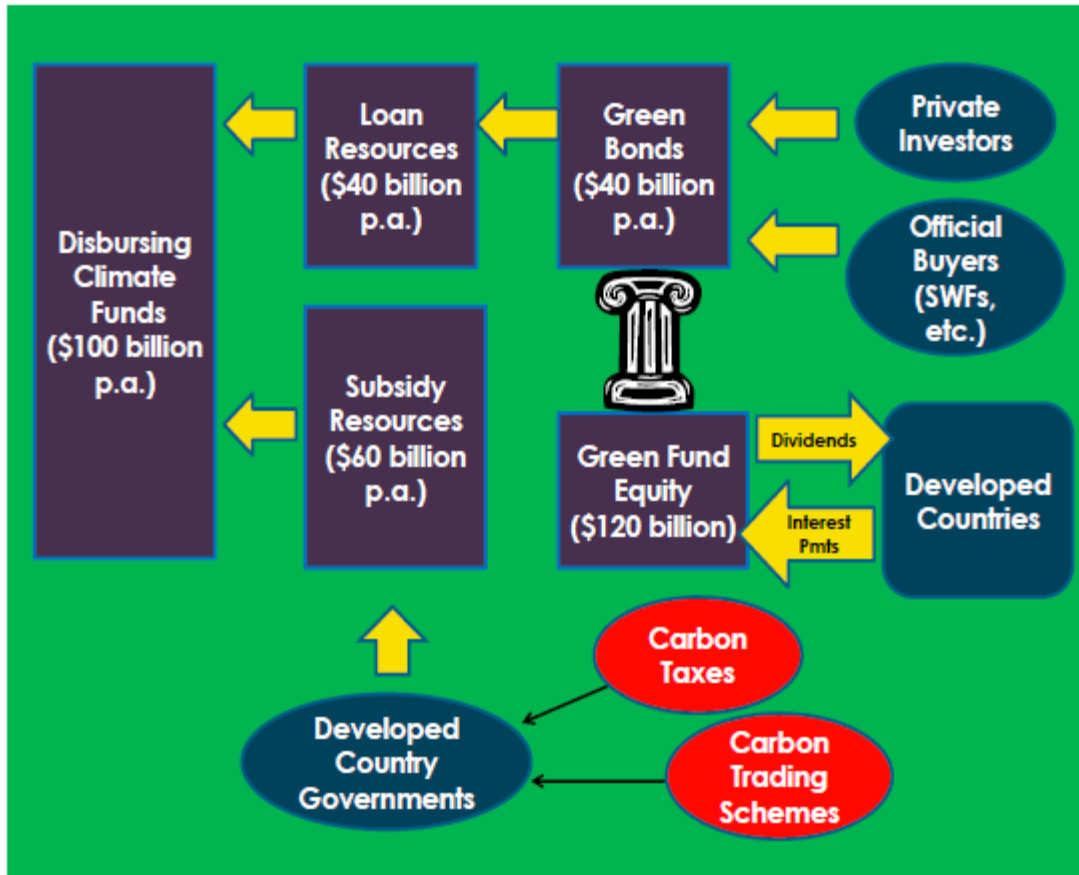 Disbursing
Climate
Funds
($100 billion
p.a.)
Loan
Resources
($40 billion
p.a.)
Green
Bonds
($40 billion
p.a.)
Private
Investors
Official
Buyers
(SWFs,
etc.)
Subsidy
Resources
($60 billion
p.a.)
Green Fund
Equity
($120 billion)
Dividends
Interest
Pmts
Developed
Countries
Carbon
Taxes
Developed
Country
Governments
Carbon
Trading
Schemes